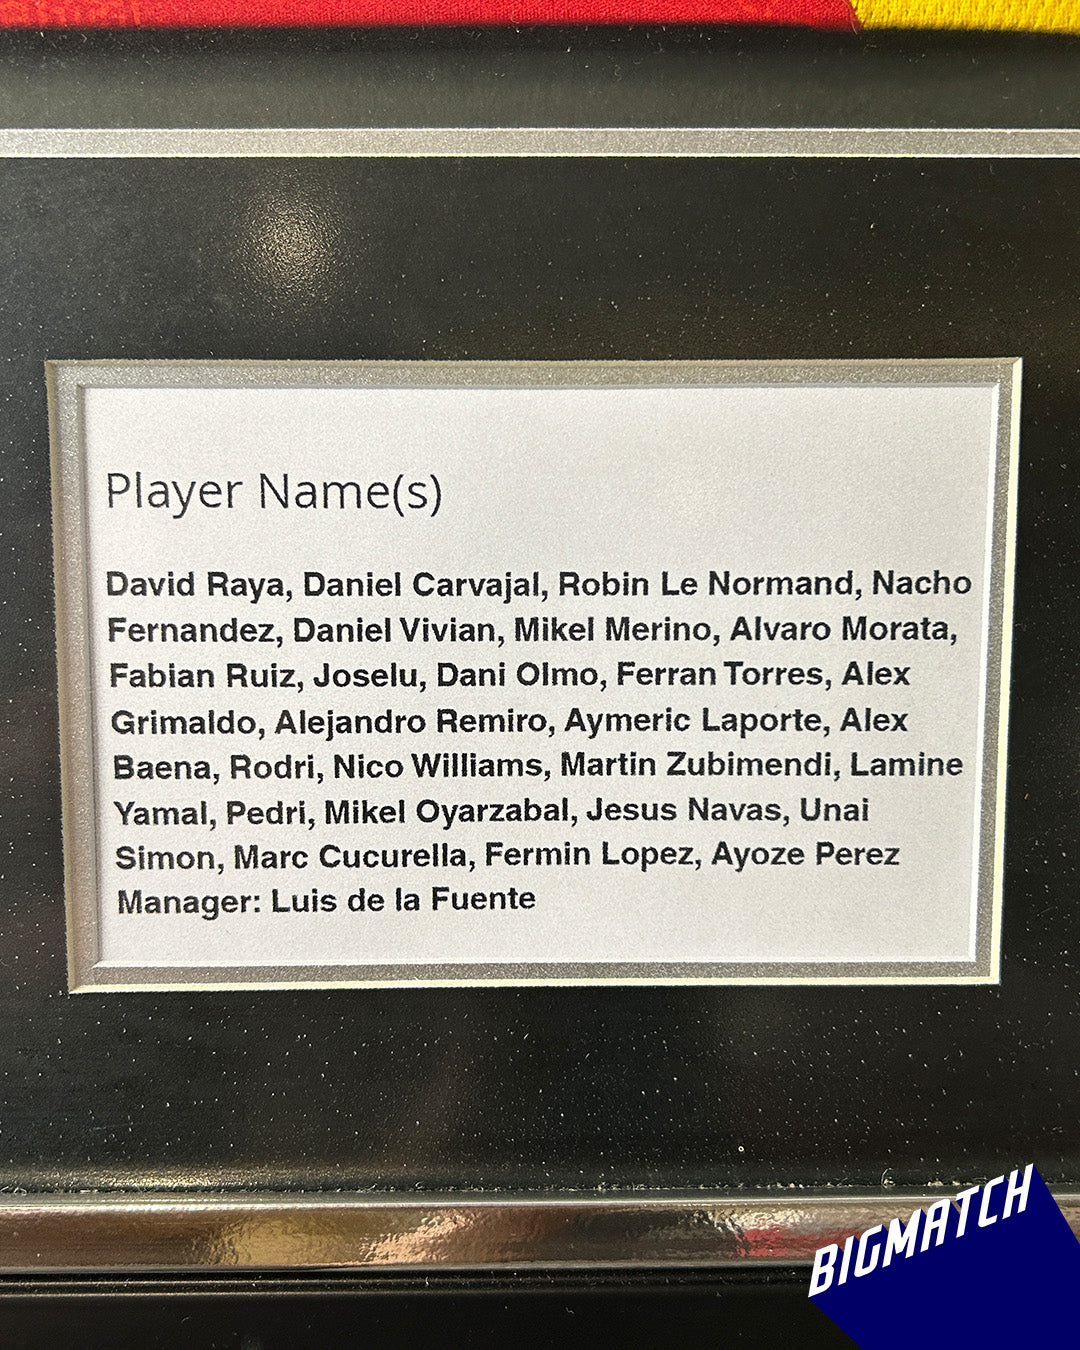 Player Name(s)
David Raya, Daniel Carvajal, Robin Le Normand, Nacho
Fernandez, Daniel Vivian, Mikel Merino, Alvaro Morata,
Fabian Ruiz, Joselu, Dani Olmo, Ferran Torres, Alex
Grimaldo, Alejandro Remiro, Aymeric Laporte, Alex
Baena, Rodri, Nico Williams, Martin Zubimendi, Lamine
Yamal, Pedri, Mikel Oyarzabal, Jesus Navas, Unai
Simon, Marc Cucurella, Fermin Lopez, Ayoze Perez
Manager: Luis de la Fuente
BIGMATCH